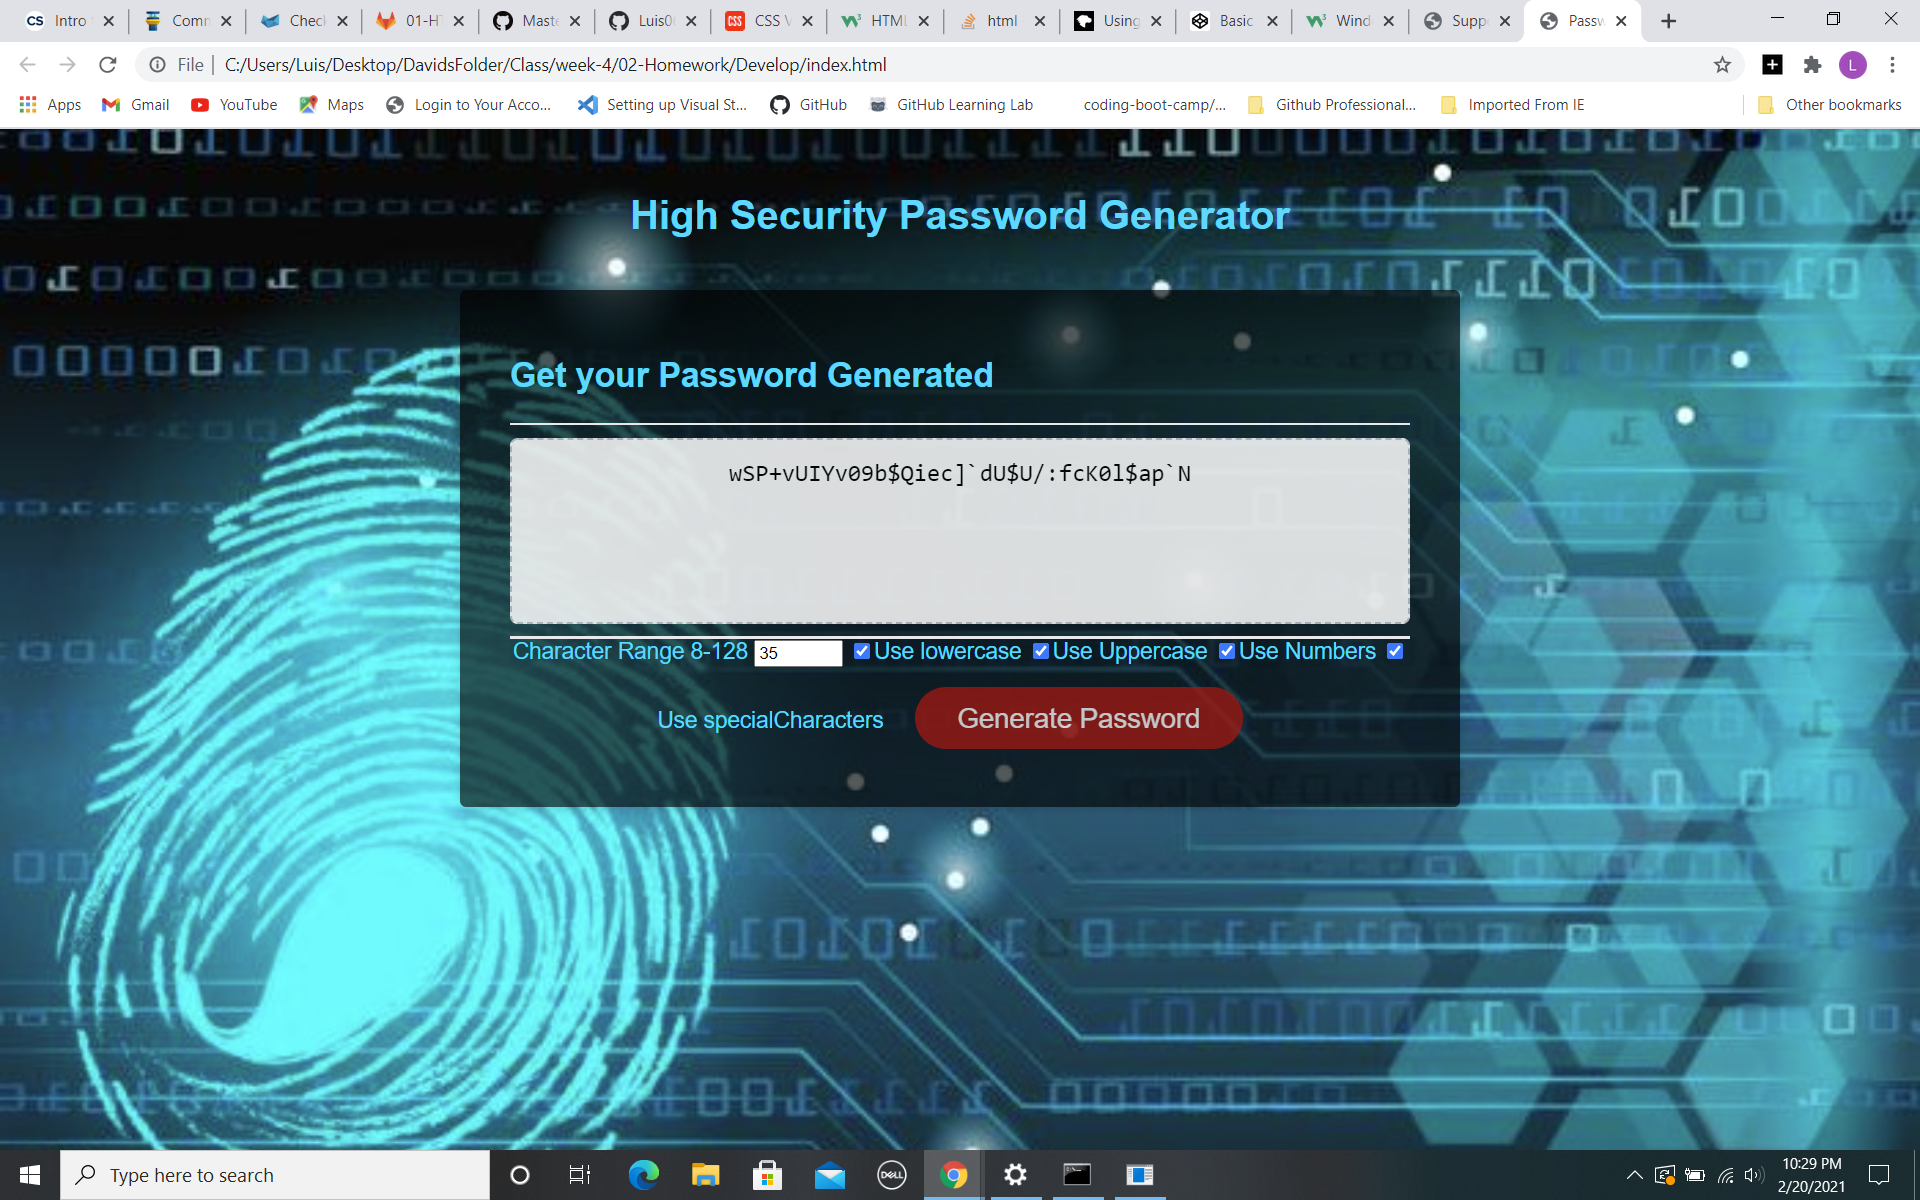 Intro
Comm
Check
01-HT
Maste
Luis0
CSS V
HTML
html
Using
Basic
Wind
Supp
Passw
File
C:/Users/Luis/Desktop/DavidsFolder/Class/week-4/02-Homework/Develop/index.html
L
Apps
Gmail
YouTube
Maps
Login to Your Acco...
Setting up Visual St...
GitHub
GitHub Learning Lab
coding-boot-camp/...
Github Professional...
Imported From IE
Other bookmarks
High Security Password Generator
Get your Password Generated
wSP+vUIYv09b$Qiec]`dU$U/:fcK0l$ap`N
Character Range 8-128 35 Use lowercase Use Uppercase Use Numbers
Use specialCharacters Generate Password
Type here to search
DELL
10:29 PM
2/20/2021